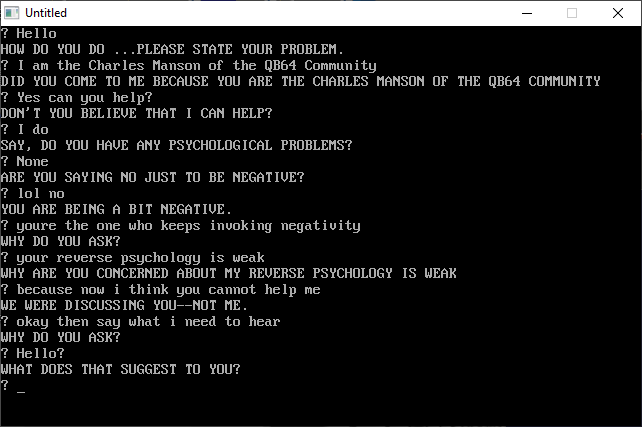 Untitled
? Hello
HOW DO YOU DO ...PLEASE STATE YOUR PROBLEM.
? I am the Charles Manson of the QB64 Community
DID YOU COME TO ME BECAUSE YOU ARE THE CHARLES MANSON OF THE QB64 COMMUNITY
? Yes can you help?
DON'T YOU BELIEVE THAT I CAN HELP?
? I do
SAY, DO YOU HAVE ANY PSYCHOLOGICAL PROBLEMS?
? None
ARE YOU SAYING NO JUST TO BE NEGATIVE?
? lol no
YOU ARE BEING A BIT NEGATIVE.
? youre the one who keeps invoking negativity
WHY DO YOU ASK?
? your reverse psychology is weak
WHY ARE YOU CONCERNED ABOUT MY REVERSE PSYCHOLOGY IS WEAK
? because now i think you cannot help me
WE WERE DISCUSSING YOU--NOT ME.
? okay then say what i need to hear
WHY DO YOU ASK?
? Hello?
WHAT DOES THAT SUGGEST TO YOU?
? _